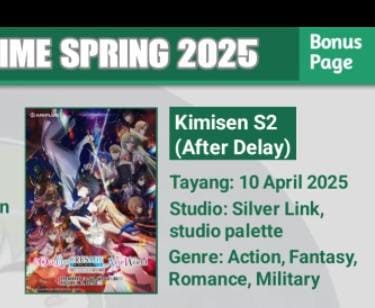 IME SPRING 2025
Bonus
Page
Kimisen S2
(After Delay)
n
Tayang: 10 April 2025
Studio: Silver Link,
studio palette
Genre: Action, Fantasy,
Romance, Military